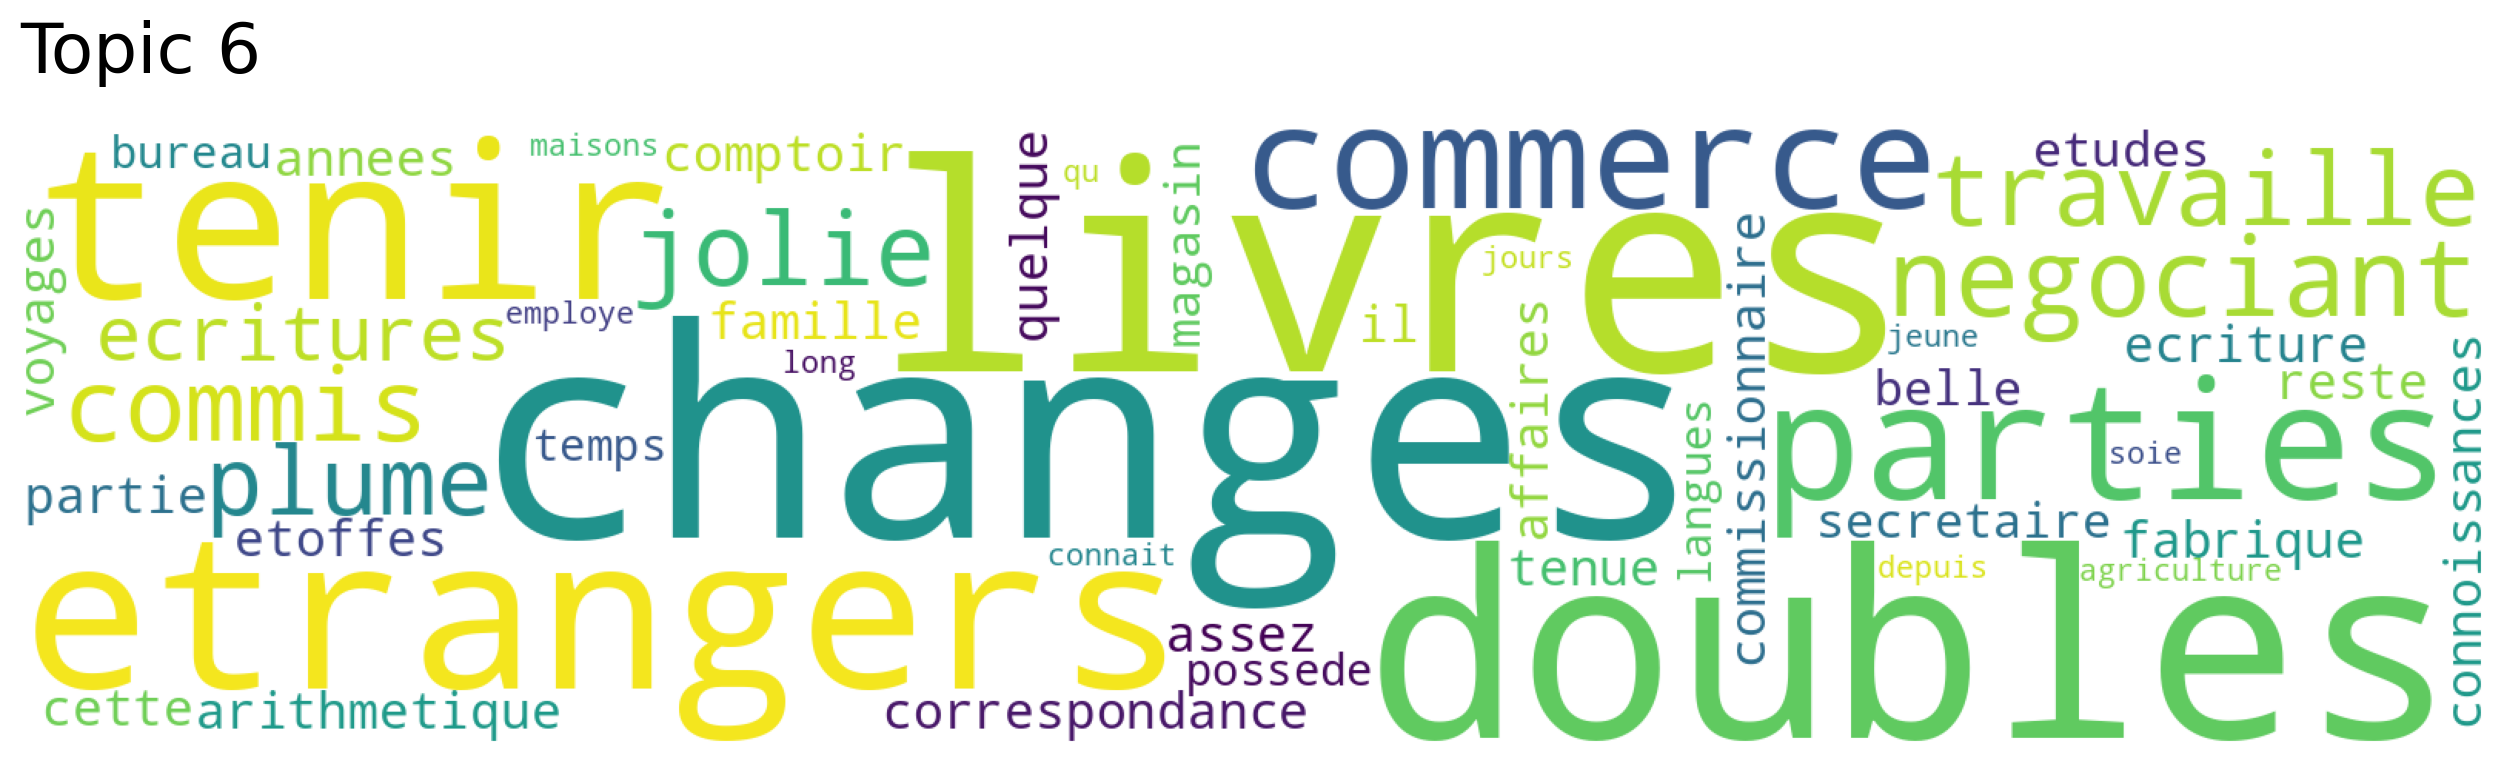 Topic 6
bureau
annees
maisons
comptoir
tenir
jolie
livres
quelque
qu
magasin
commerce
etudes
travaille
voyages
ecritures
employe
famille
long
il
jours
negociant
jeune
ecriture
commis
changes
temps
affaires
commissionnaire
belle
reste
parties
soie
partie
plume
etoffes
langues
secretaire
fabrique
connoissances
etrangers
connait
tenue
depuis
agriculture
assez
possede
doubles
cette
arithmetique
correspondance